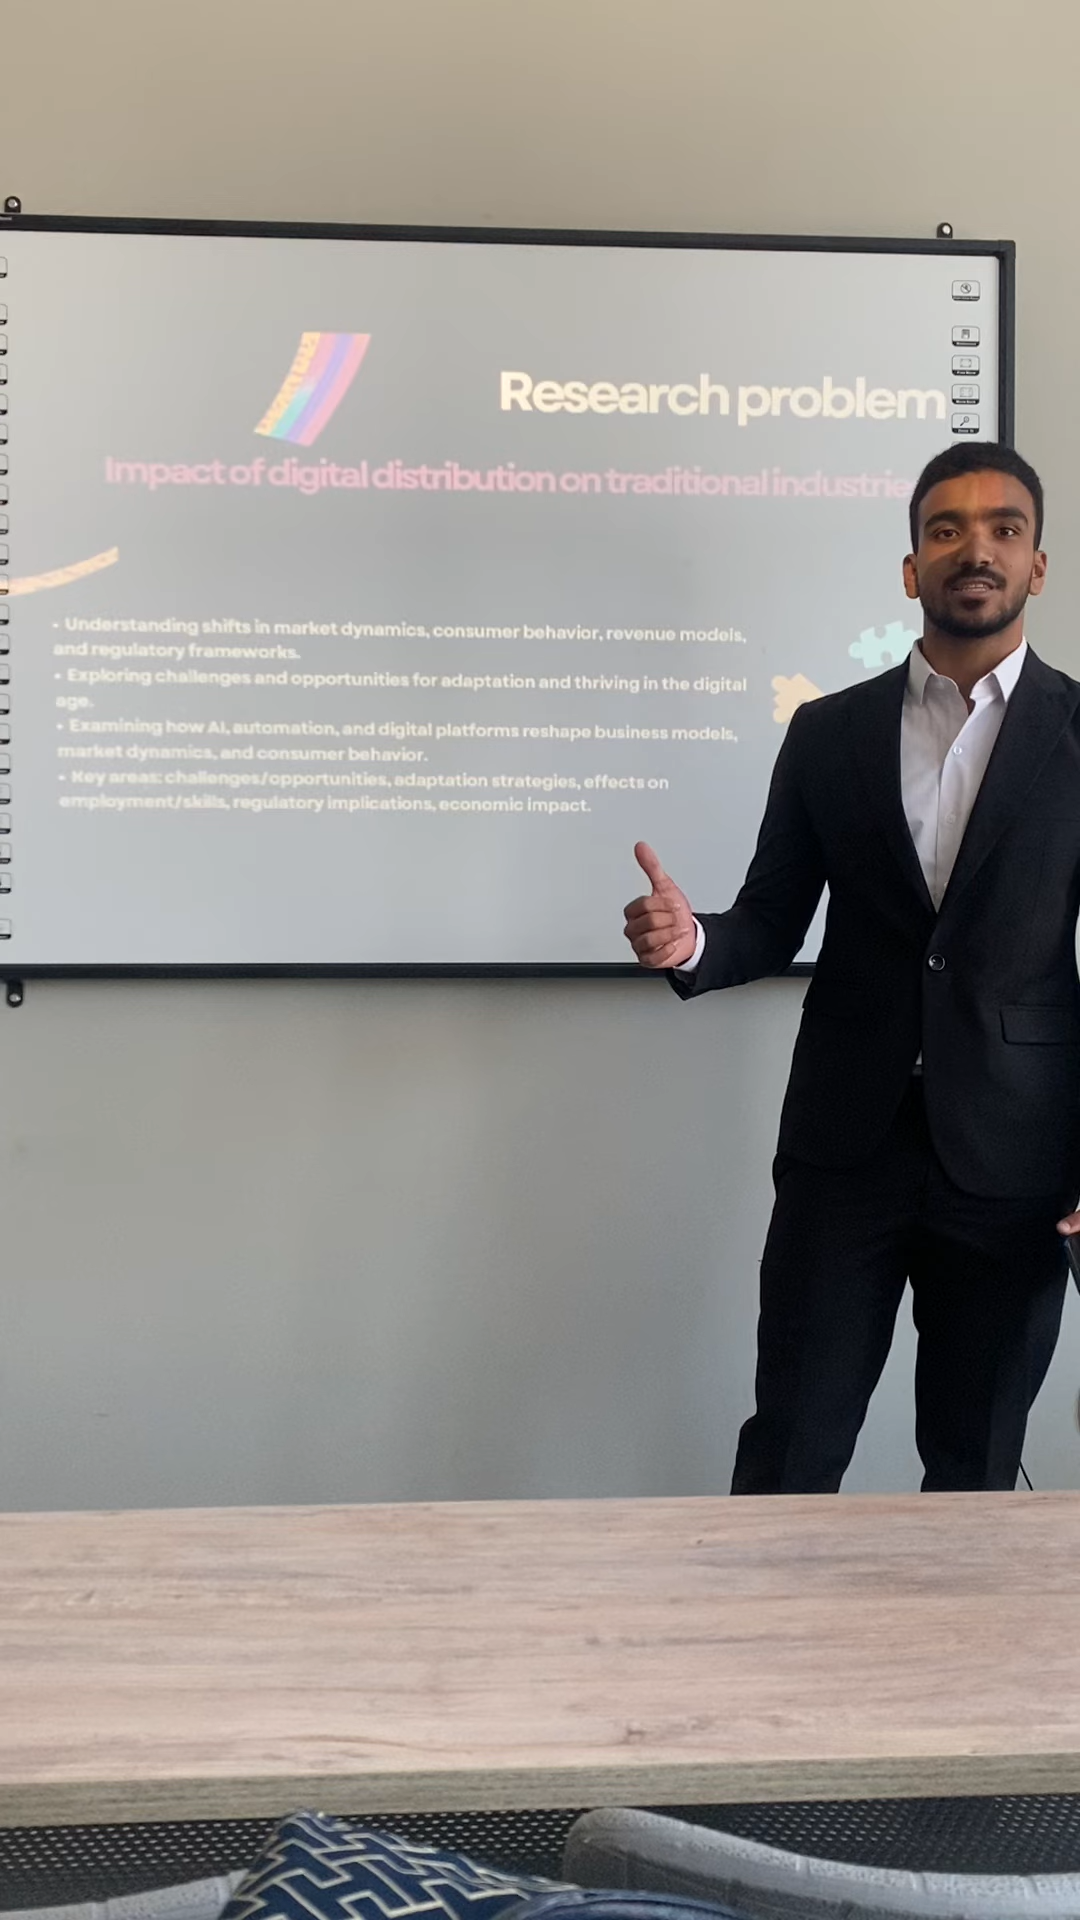 Research problem
Impact of digital distribution on traditional industrie
• Understanding shifts in market dynamics, consumer behavior, revenue models,
and regulatory frameworks.
• Exploring challenges and opportunities for adaptation and thriving in the digital
age.
• Examining how AI, automation, and digital platforms reshape business models,
market dynamics, and consumer behavior.
• Key areas: challenges/opportunities, adaptation strategies, effects on
employment/skills, regulatory implications, economic impact.